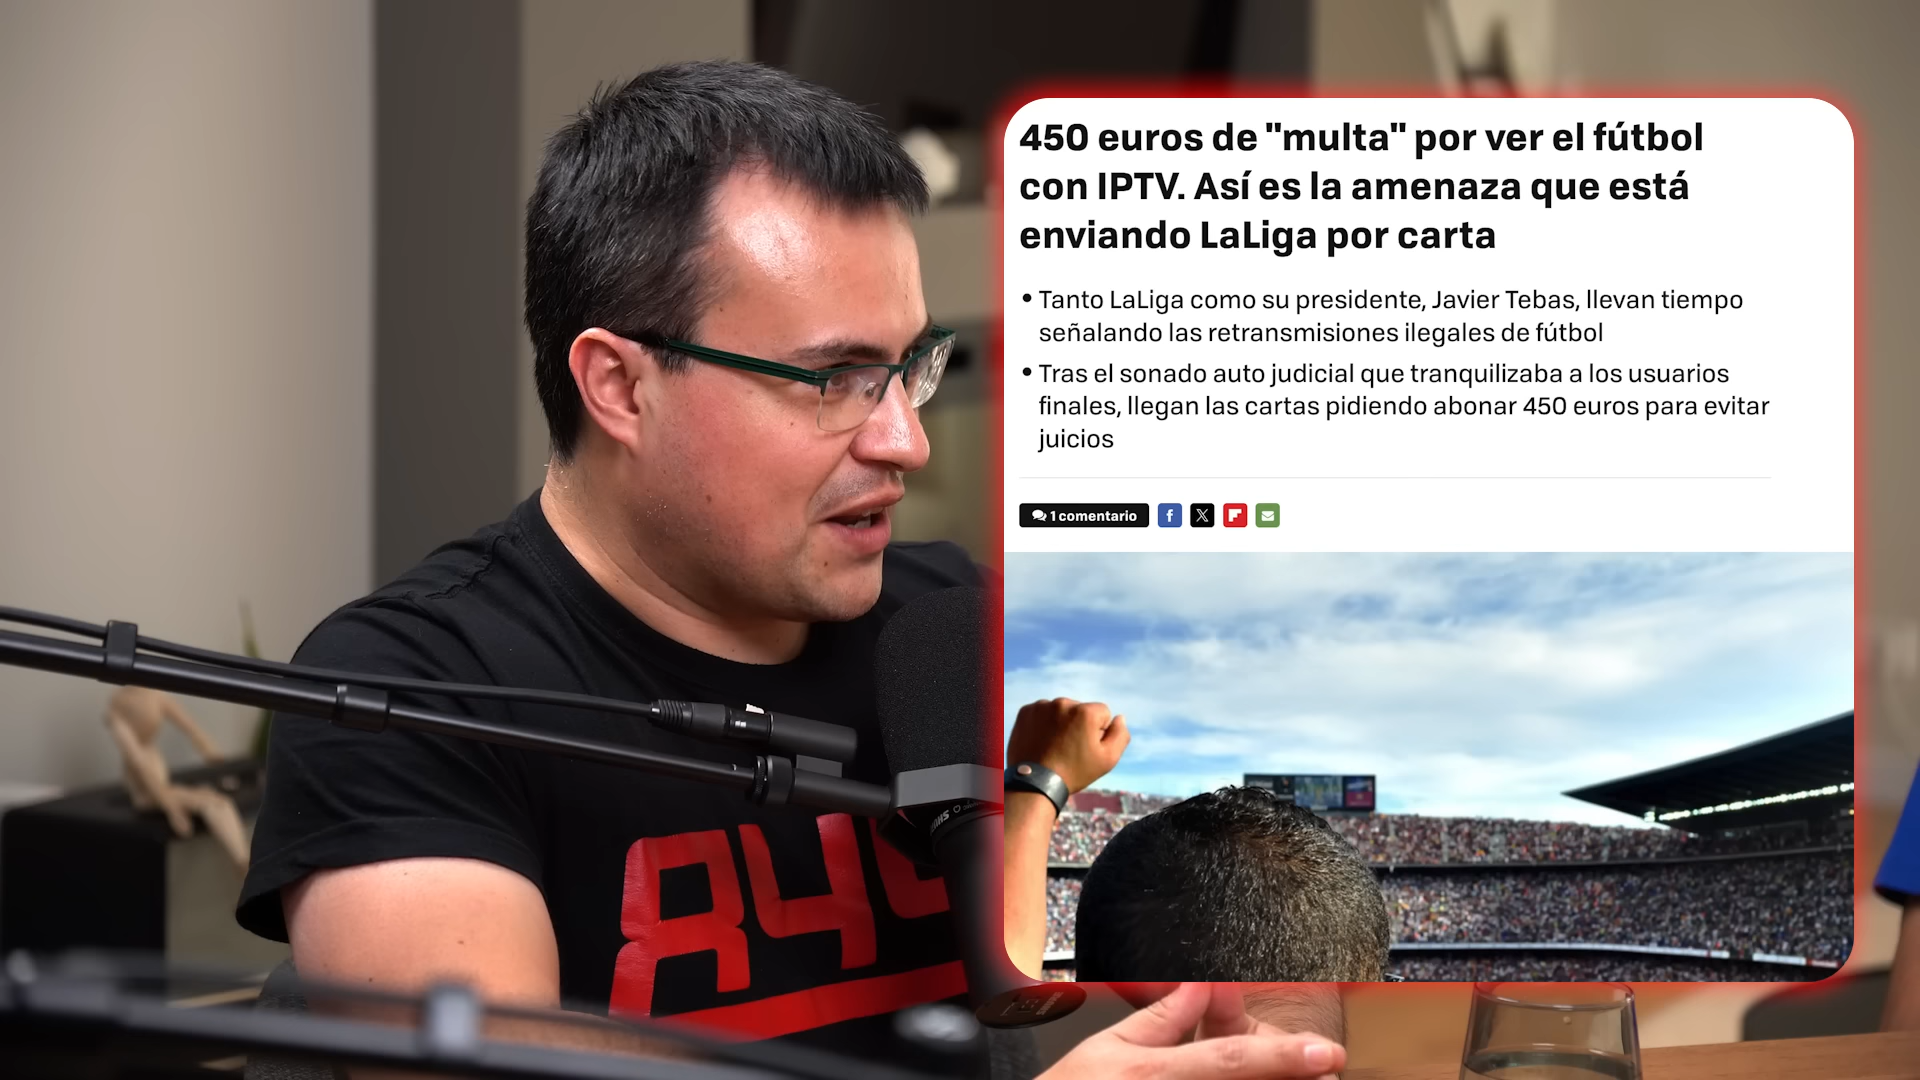 450 euros de "multa" por ver el fútbol
con IPTV. Así es la amenaza que está
enviando LaLiga por carta
• Tanto LaLiga como su presidente, Javier Tebas, llevan tiempo
señalando las retransmisiones ilegales de fútbol
• Tras el sonado auto judicial que tranquilizaba a los usuarios
finales, llegan las cartas pidiendo abonar 450 euros para evitar
juicios
1 comentario